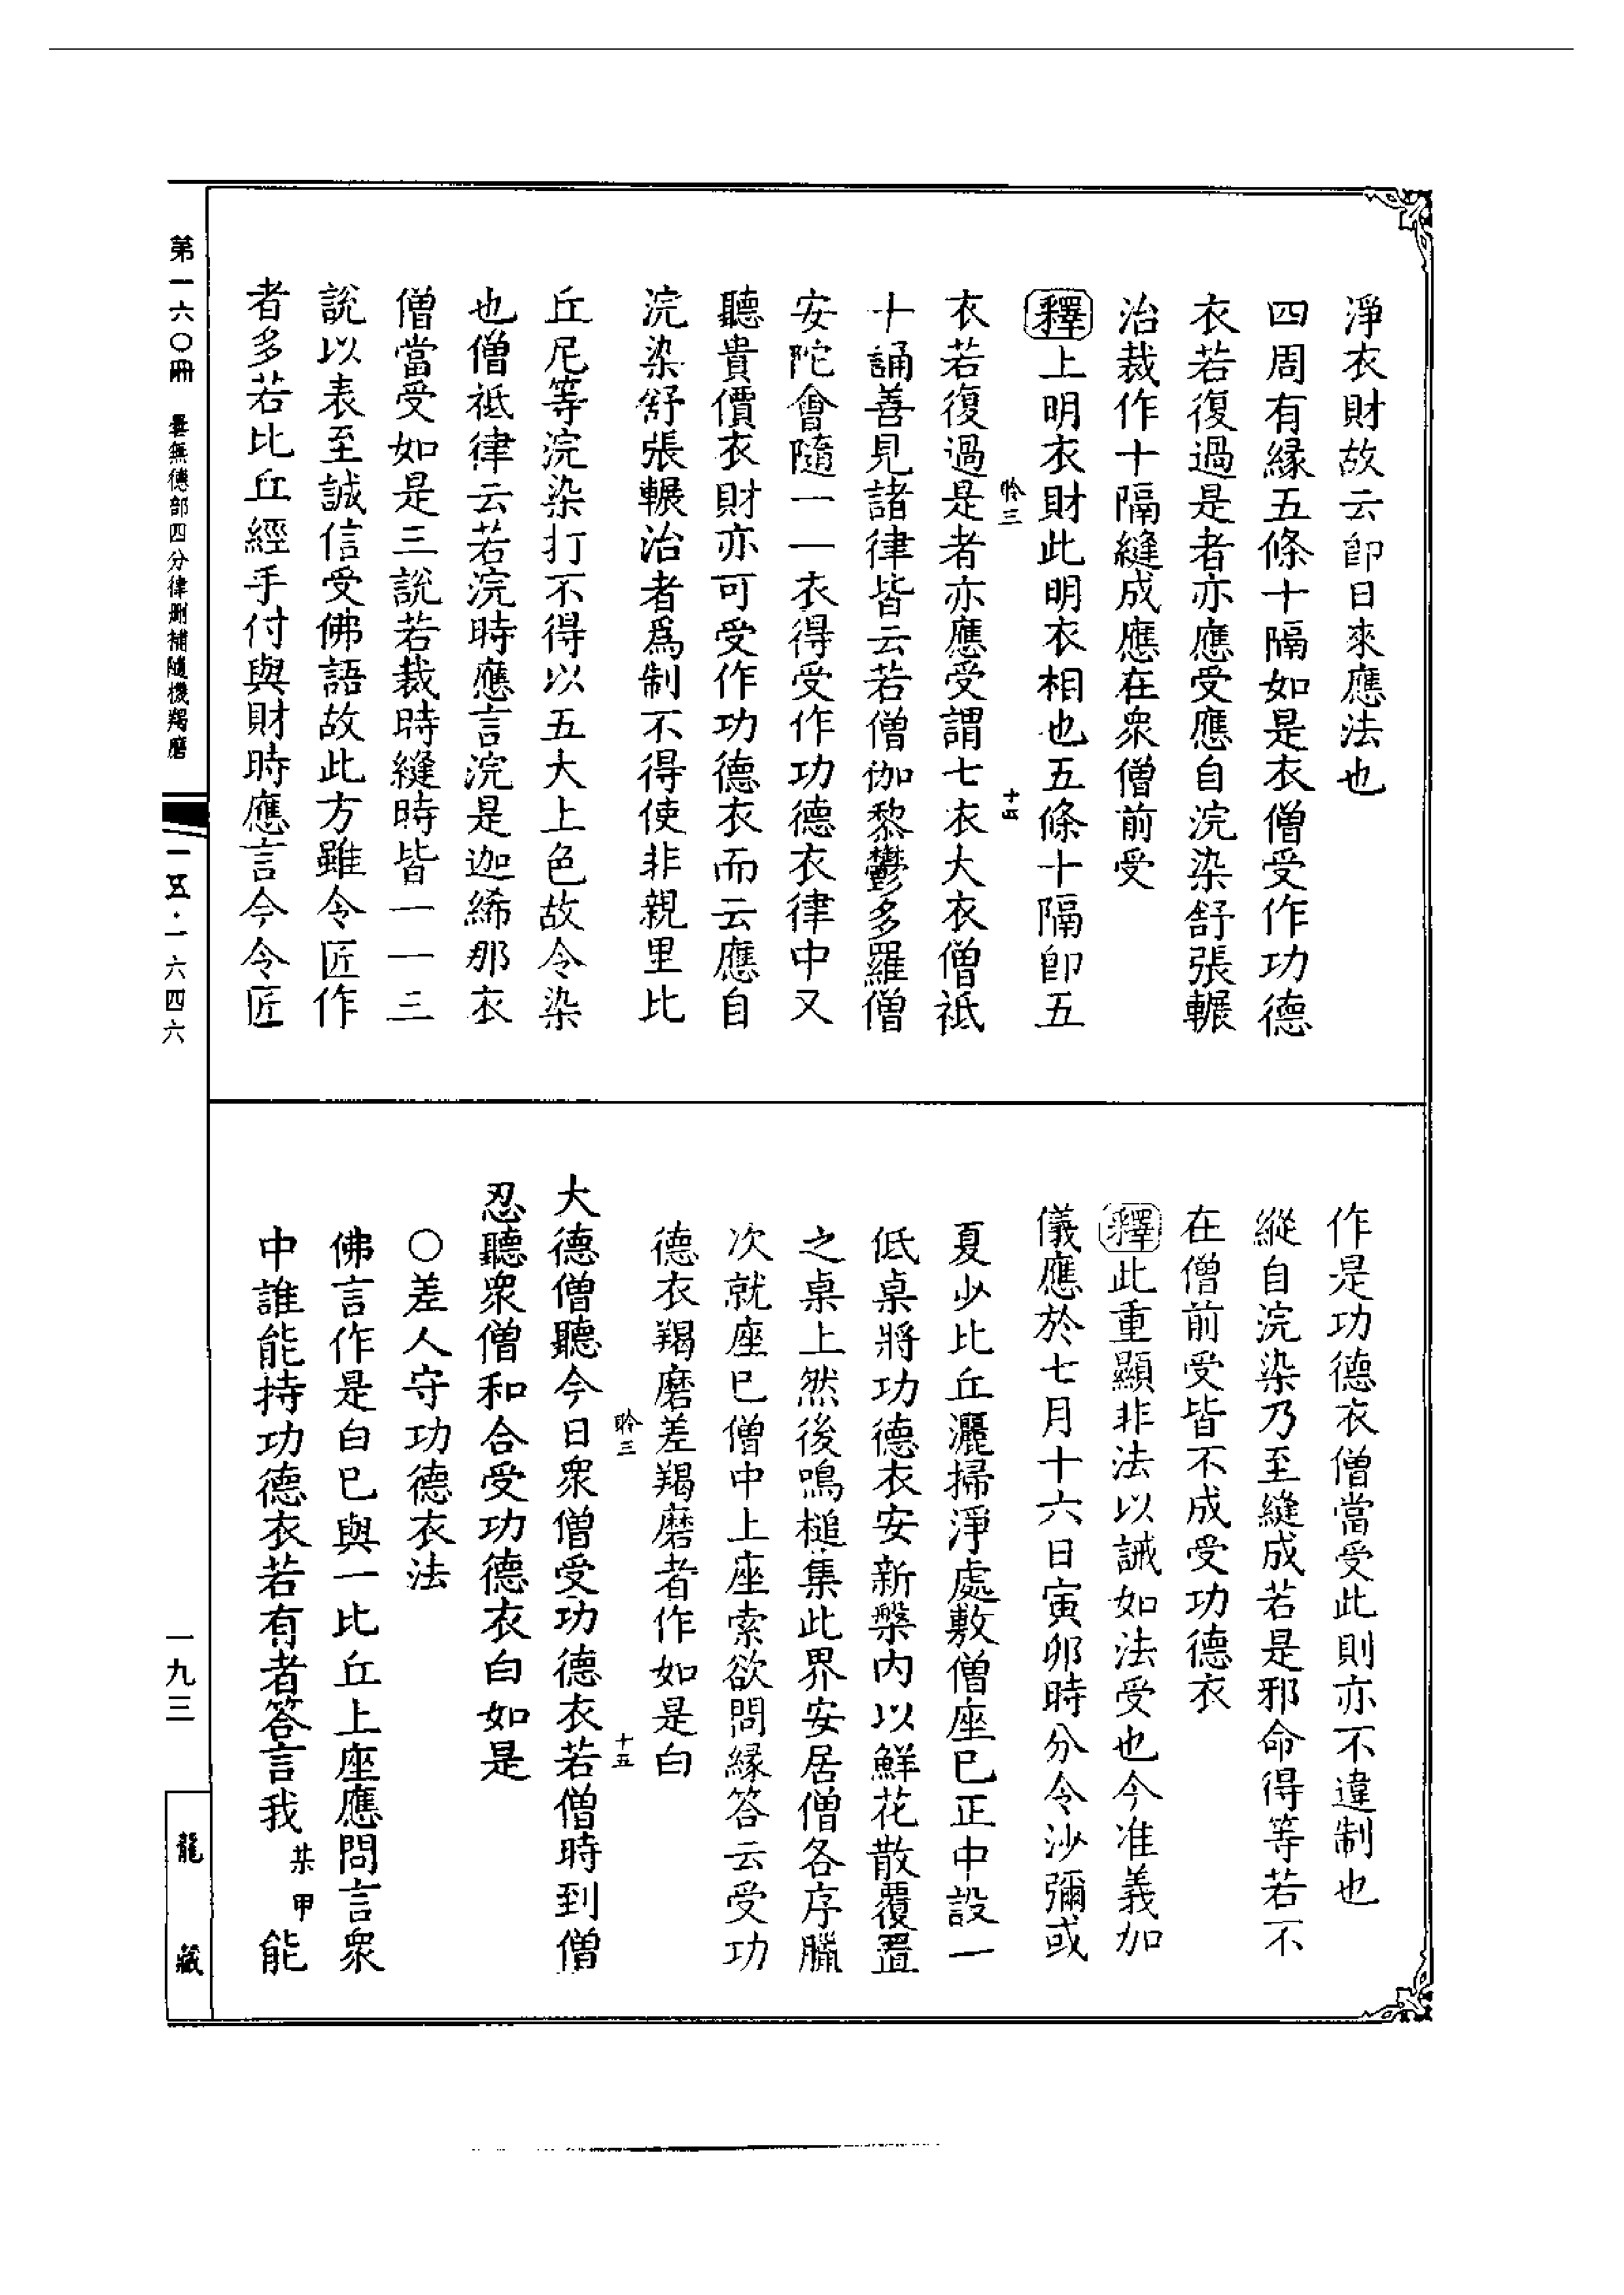 淨衣財故云卽日來應法也
四周有緣五條十隔如是衣僧受作功德
衣若復過是者亦應受應自浣染舒張輾
治裁作十隔縫成應在衆僧前受
釋上明衣財此明衣相也五條十隔卽五
昤三 十四
衣若復過是者亦應受謂七衣大衣僧祇
十誦善見諸律皆云若僧伽黎鬱多羅僧
安陀會隨一一衣得受作功德衣律中又
聽貴價衣財亦可受作功德衣而云應自
浣染舒張輾治者爲制不得使非親里比
丘尼等浣染打不得以五大上色故令染
也僧祇律云若浣時應言浣是迦絺那衣
僧當受如是三說若裁時縫時皆一一三
說以表至誠信受佛語故此方雖令匠作
者多若比丘經手付與財時應言今令匠
作是功德衣僧當受此則亦不違制也
縱自浣染乃至縫成若是邪命得等若不
在僧前受皆不成受功德衣
釋此重顯非法以誡如法受也今准義加
儀應於七月十六日寅卯時分令沙彌或
夏少比丘灑掃淨處敷僧座已正中設一
低桌將功德衣安新槃內以鮮花散覆置
之桌上然後鳴槌集此界安居僧各序臘
次就座已僧中上座索欲問緣答云受功
德衣羯磨差羯磨者作如是白
昤三 十五
大德僧聽今日衆僧受功德衣若僧時到僧
忍聽衆僧和合受功德衣白如是
○差人守功德衣法
佛言作是白已與一比丘上座應問言衆
中誰能持功德衣若有者答言我某甲能
第一六○冊 曇無德部四分律刪補隨機羯磨
一五·一六四六
一九三
龍藏